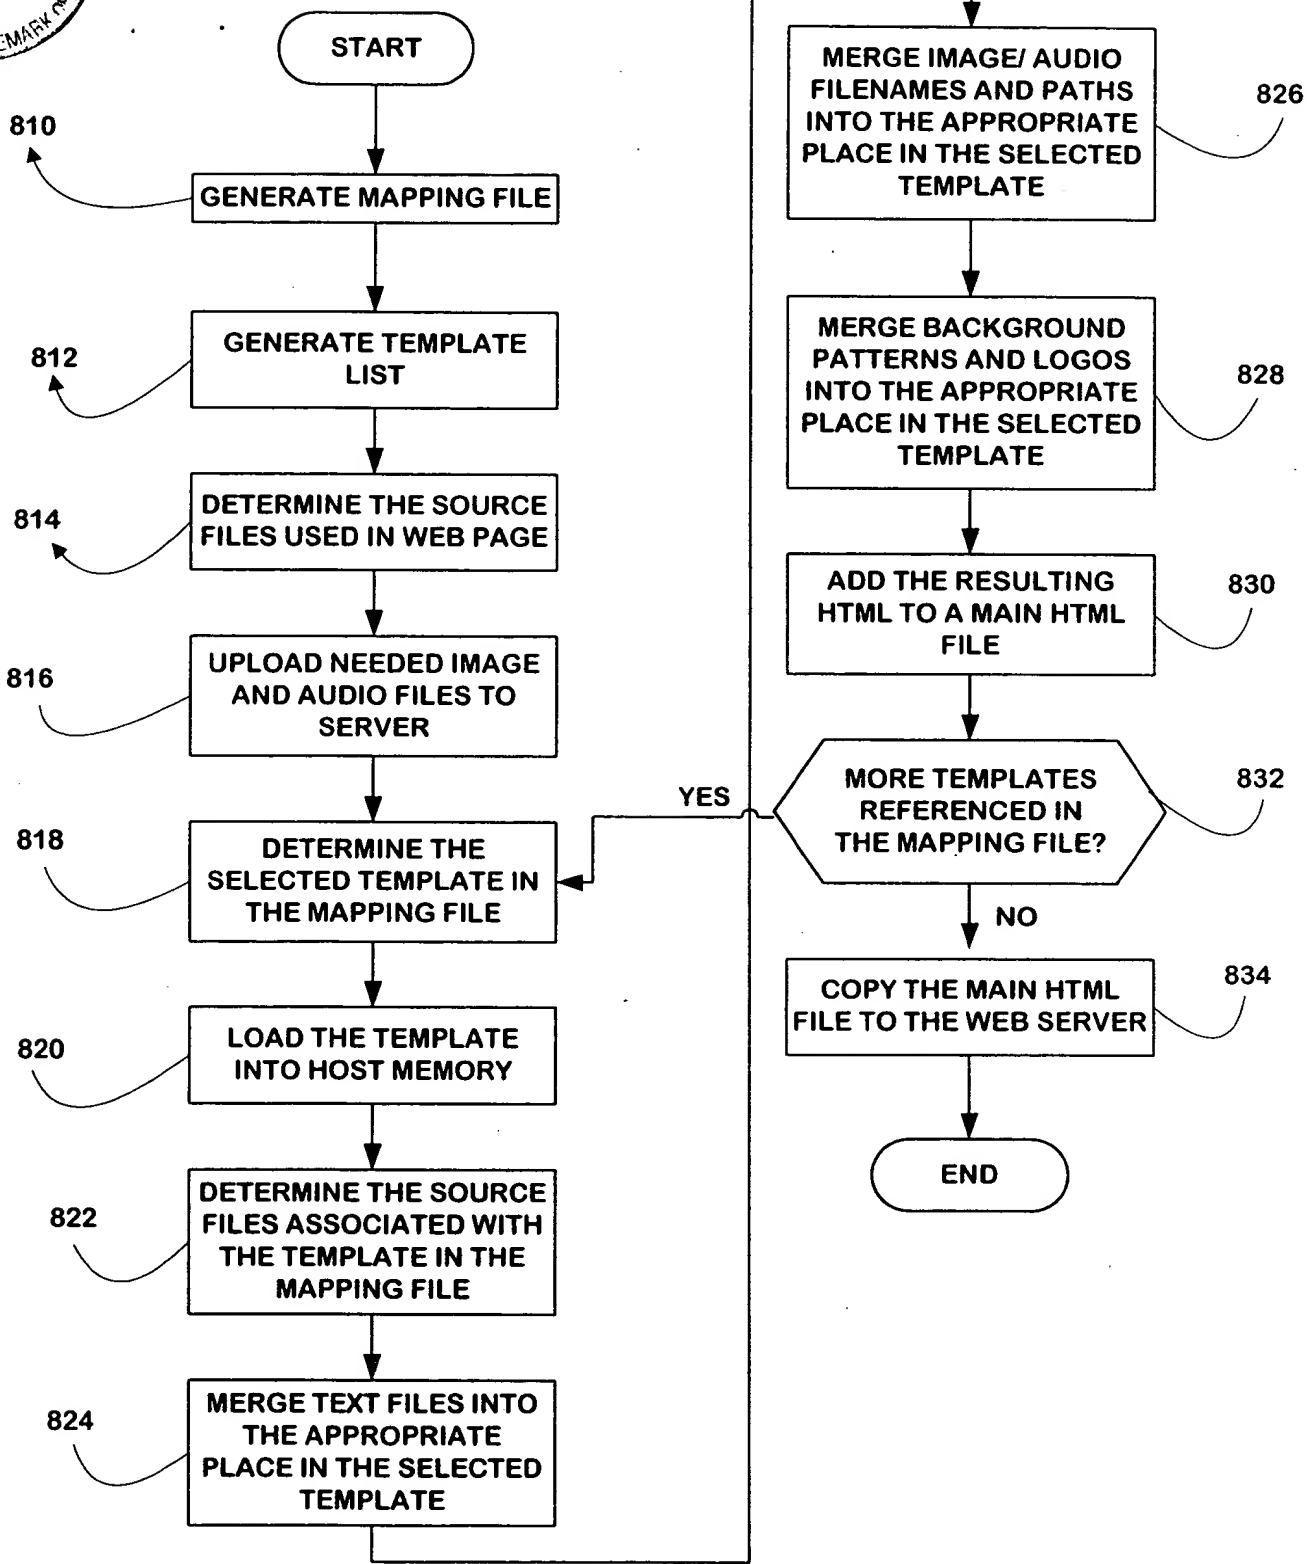 EMARK OF
START
810
GENERATE MAPPING FILE
812
GENERATE TEMPLATE
LIST
814
DETERMINE THE SOURCE
FILES USED IN WEB PAGE
816
UPLOAD NEEDED IMAGE
AND AUDIO FILES TO
SERVER
818
DETERMINE THE
SELECTED TEMPLATE IN
THE MAPPING FILE
820
LOAD THE TEMPLATE
INTO HOST MEMORY
822
DETERMINE THE SOURCE
FILES ASSOCIATED WITH
THE TEMPLATE IN THE
MAPPING FILE
824
MERGE TEXT FILES INTO
THE APPROPRIATE
PLACE IN THE SELECTED
TEMPLATE
MERGE IMAGE/ AUDIO
FILENAMES AND PATHS
INTO THE APPROPRIATE
PLACE IN THE SELECTED
TEMPLATE
826
MERGE BACKGROUND
PATTERNS AND LOGOS
INTO THE APPROPRIATE
PLACE IN THE SELECTED
TEMPLATE
828
ADD THE RESULTING
HTML TO A MAIN HTML
FILE
830
MORE TEMPLATES
REFERENCED IN
THE MAPPING FILE?
832
YES
NO
COPY THE MAIN HTML
FILE TO THE WEB SERVER
834
END